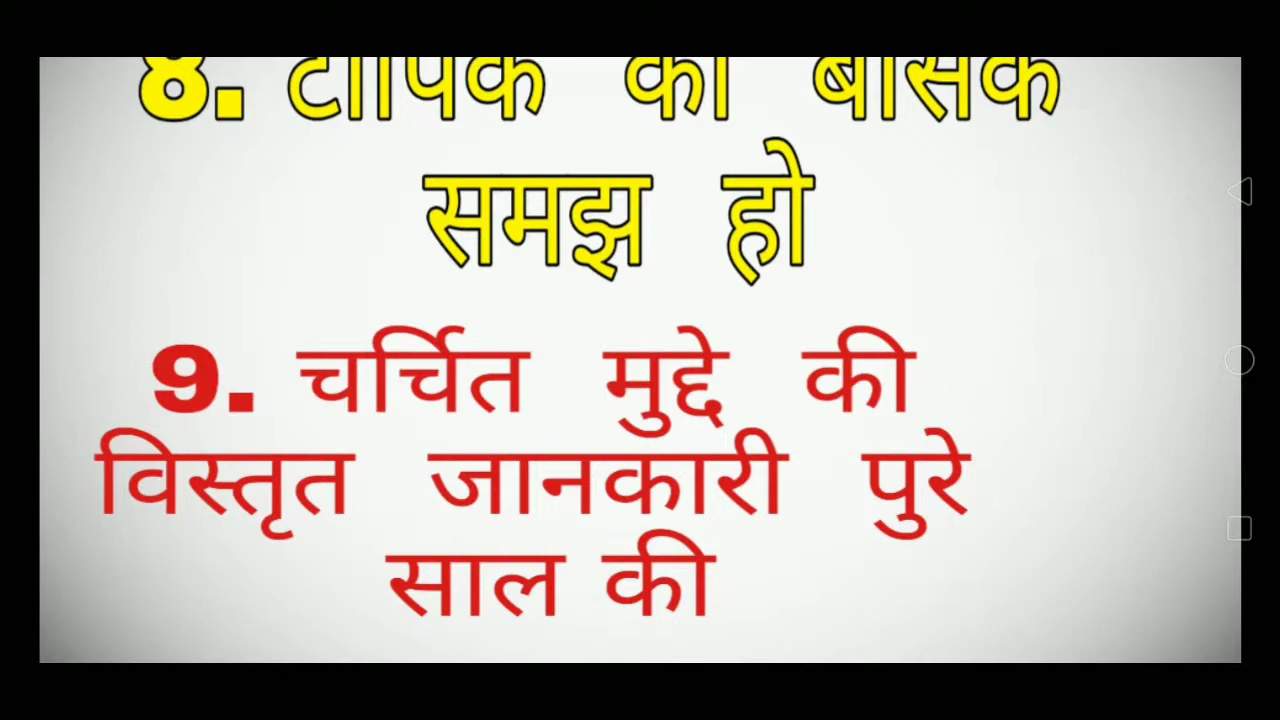 8. टॉपिक की बेसिक
समझ हो
9. चर्चित मुद्दे की
विस्तृत जानकारी पुरे
साल की